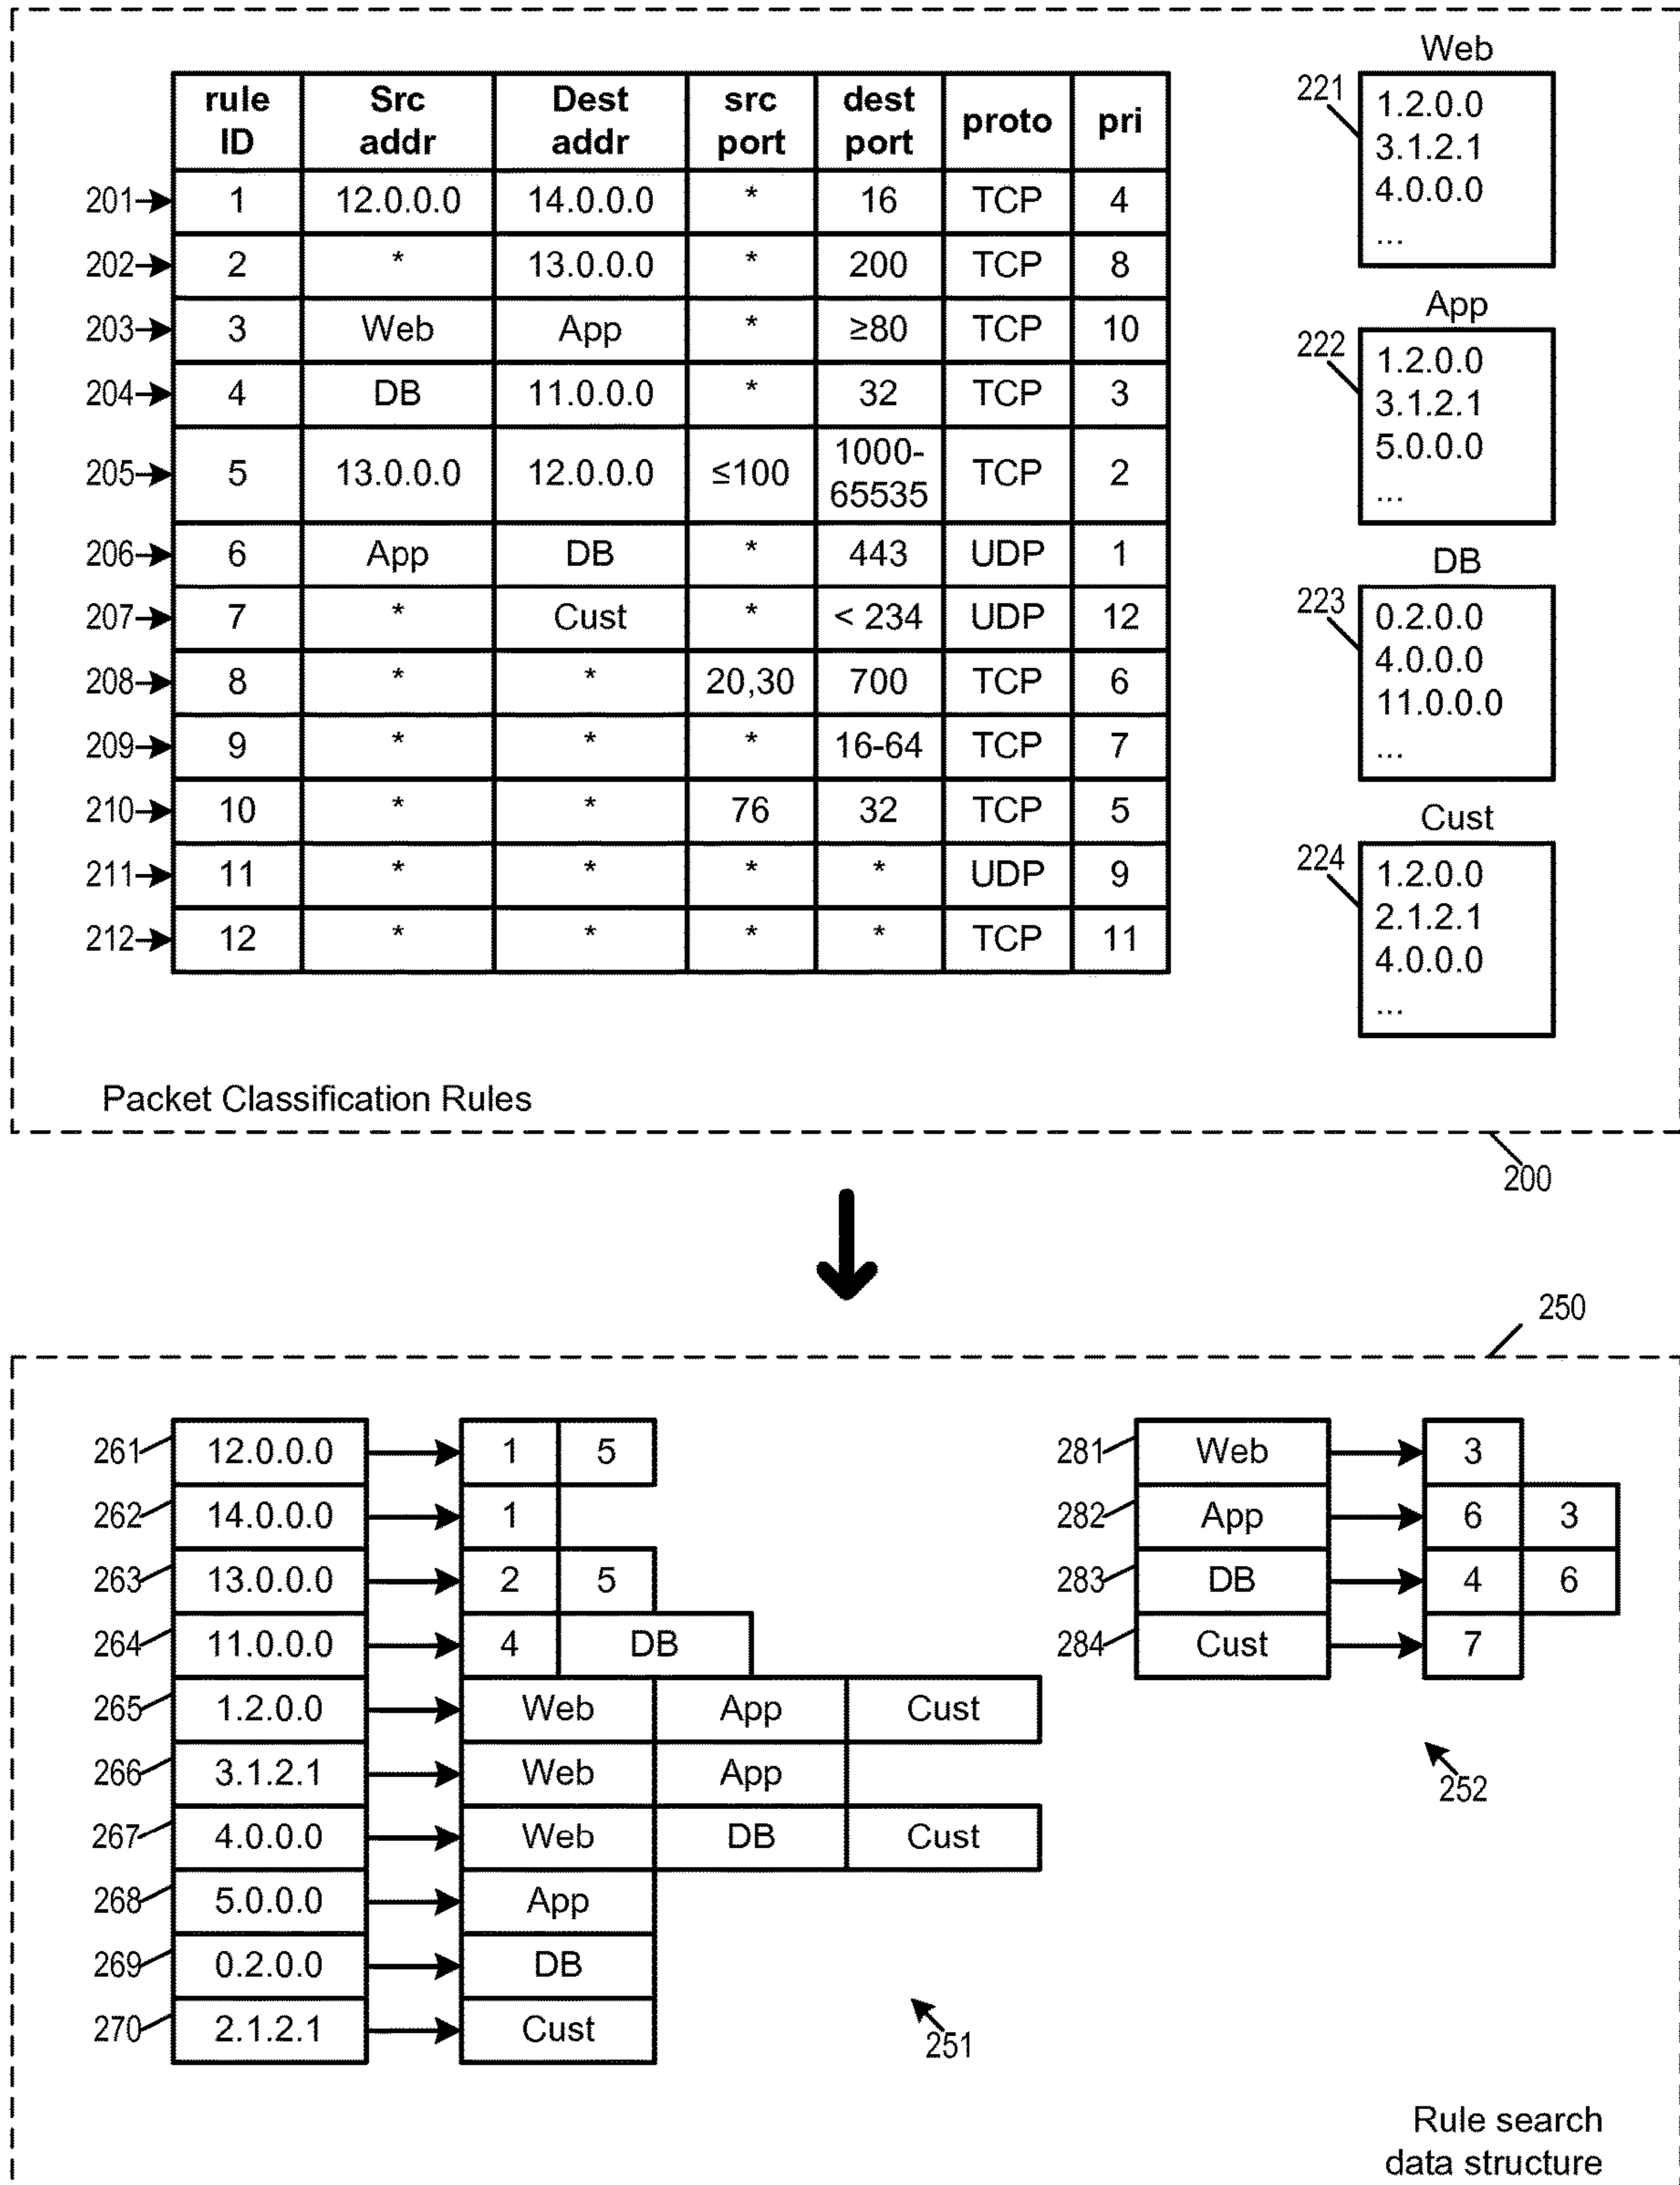 rule ID Src addr Dest addr src port dest port proto pri
201 1 12.0.0.0 14.0.0.0 * 16 TCP 4
202 2 * 13.0.0.0 * 200 TCP 8
203 3 Web App * ≥80 TCP 10
204 4 DB 11.0.0.0 * 32 TCP 3
205 5 13.0.0.0 12.0.0.0 ≤100 1000-65535 TCP 2
206 6 App DB * 443 UDP 1
207 7 * Cust * < 234 UDP 12
208 8 * * 20,30 700 TCP 6
209 9 * * * 16-64 TCP 7
210 10 * * 76 32 TCP 5
211 11 * * * * UDP 9
212 12 * * * * TCP 11
Web
221
1.2.0.0
3.1.2.1
4.0.0.0
...
App
222
1.2.0.0
3.1.2.1
5.0.0.0
...
DB
223
0.2.0.0
4.0.0.0
11.0.0.0
...
Cust
224
1.2.0.0
2.1.2.1
4.0.0.0
...
Packet Classification Rules
200
250
261 12.0.0.0 1 5
262 14.0.0.0 1
263 13.0.0.0 2 5
264 11.0.0.0 4 DB
265 1.2.0.0 Web App Cust
266 3.1.2.1 Web App
267 4.0.0.0 Web DB Cust
268 5.0.0.0 App
269 0.2.0.0 DB
270 2.1.2.1 Cust
251
281 Web 3
282 App 6 3
283 DB 4 6
284 Cust 7
252
Rule search
data structure